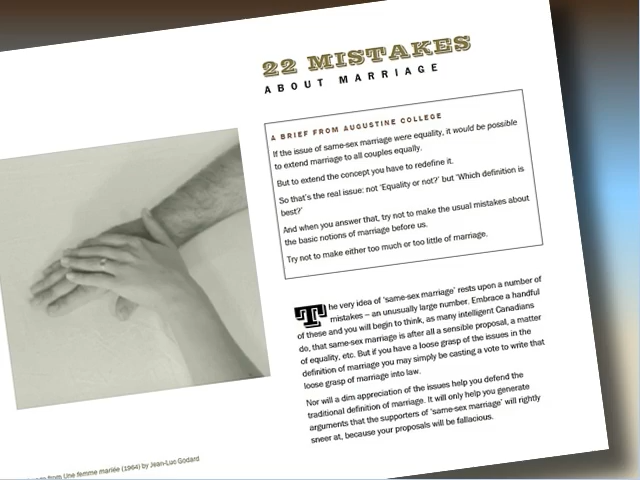 22 MISTAKES
ABOUT MARRIAGE
A BRIEF FROM AUGUSTINE COLLEGE
If the issue of same-sex marriage were equality, it would be possible
to extend marriage to all couples equally.
But to extend the concept you have to redefine it.
So that's the real issue: not 'Equality or not?' but 'Which definition is
best?'
And when you answer that, try not to make the usual mistakes about
the basic notions of marriage before us.
Try not to make either too much or too little of marriage.
The very idea of 'same-sex marriage' rests upon a number of
mistakes – an unusually large number. Embrace a handful
of these and you will begin to think, as many intelligent Canadians
do, that same-sex marriage is after all a sensible proposal, a matter
of equality, etc. But if you have a loose grasp of the issues in the
definition of marriage you may simply be casting a vote to write that
loose grasp of marriage into law.
Nor will a dim appreciation of the issues help you defend the
traditional definition of marriage. It will only help you generate
arguments that the supporters of 'same-sex marriage' will rightly
sneer at, because your proposals will be fallacious.
from Une femme mariée (1964) by Jean-Luc Godard